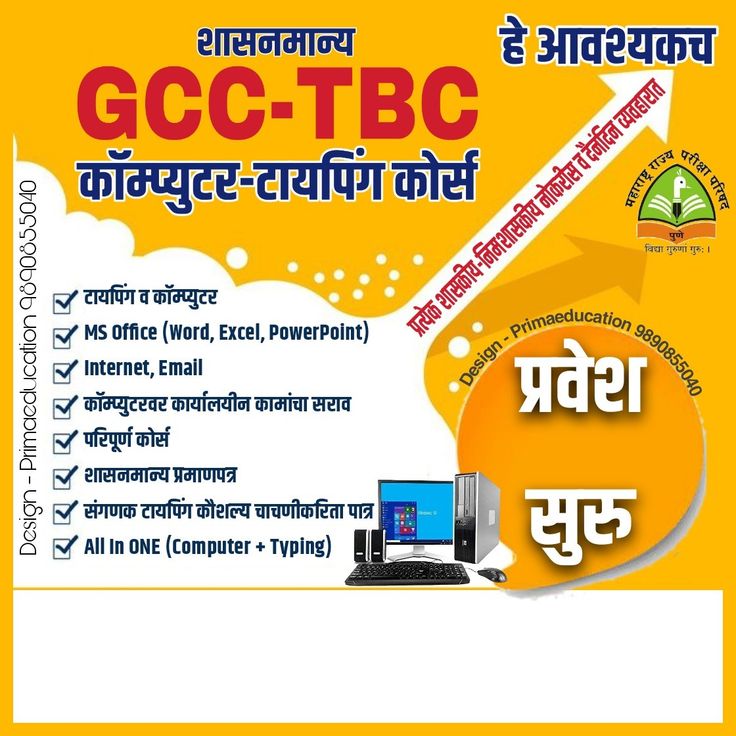 शासनमान्य
GCC-TBC
कॉम्प्युटर-टायपिंग कोर्स
हे आवश्यकच
प्रत्येक शासकीय-निमशासकीय नोकरीस व दैनंदिन व्यवहारात
महाराष्ट्र राज्य परीक्षा परिषद
पुणे
विद्या गुरुणां गुरु: ।
Design - Primaeducation 9890855040
टायपिंग व कॉम्प्युटर
MS Office (Word, Excel, PowerPoint)
Internet, Email
कॉम्प्युटरवर कार्यालयीन कामांचा सराव
परिपूर्ण कोर्स
शासनमान्य प्रमाणपत्र
संगणक टायपिंग कौशल्य चाचणीकरिता पात्र
All In ONE (Computer + Typing)
Design - Primaeducation 9890855040
प्रवेश
सुरु